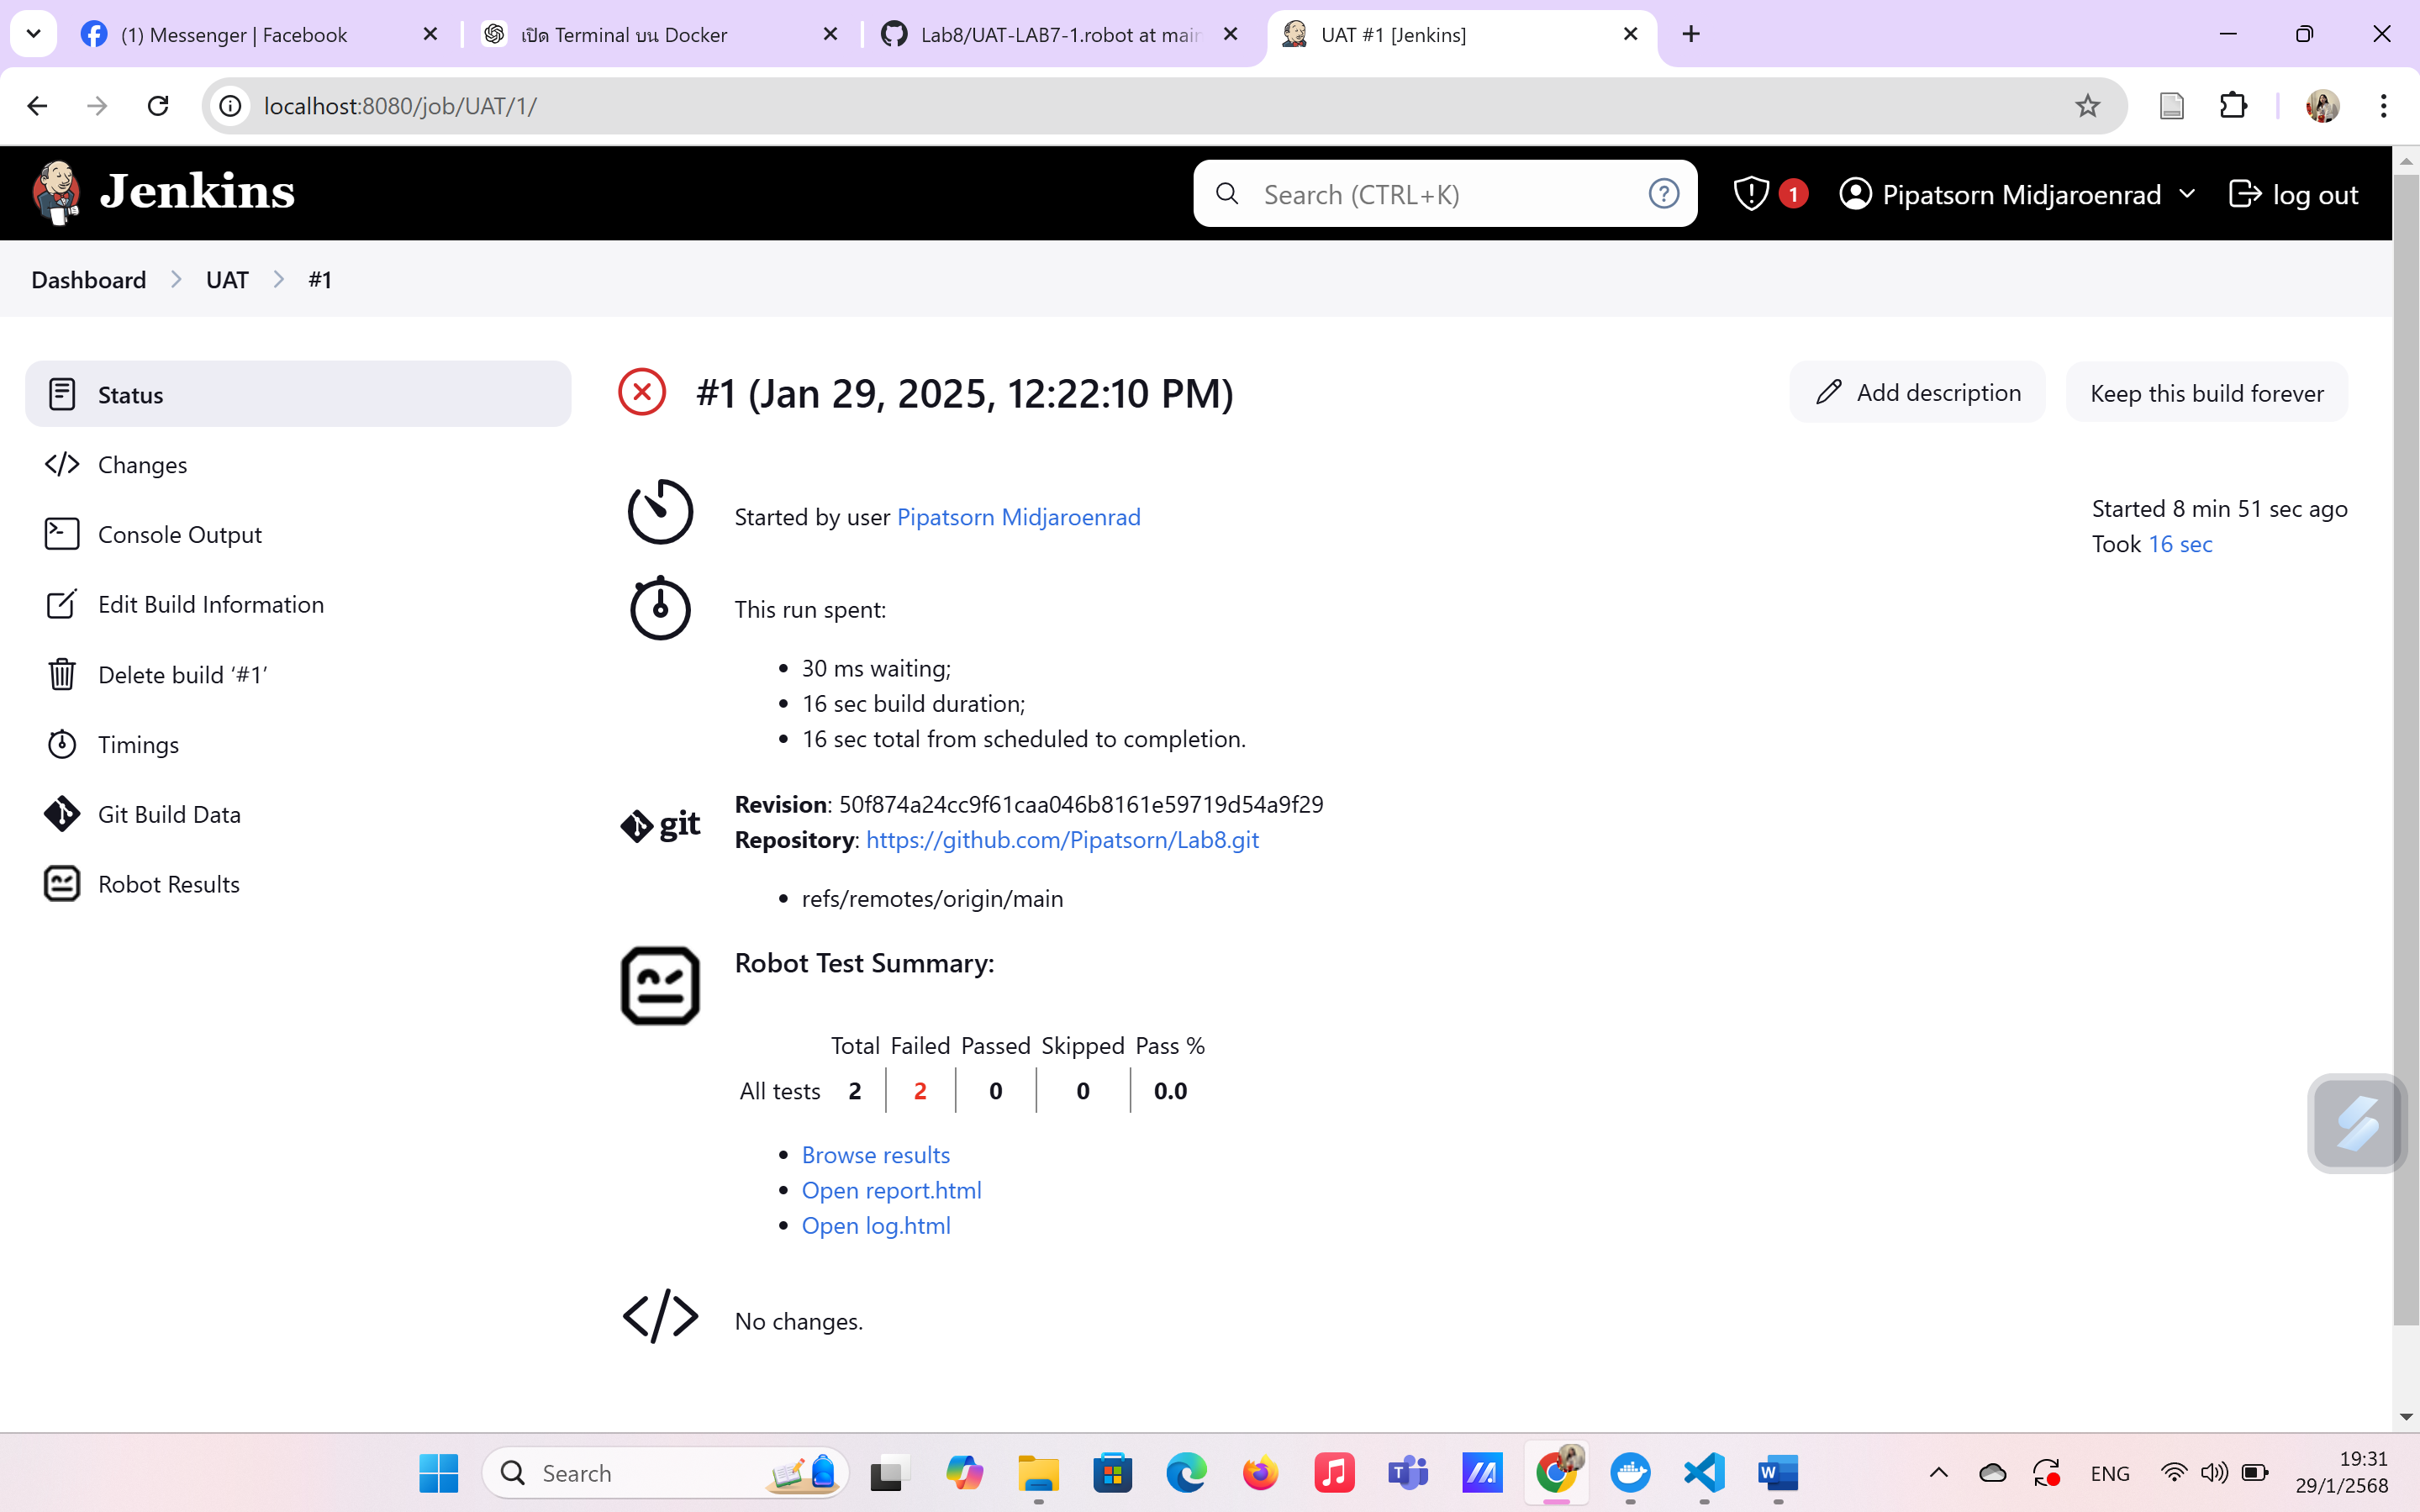 (1) Messenger | Facebook
เปิด Terminal บน Docker
Lab8/UAT-LAB7-1.robot at main
UAT #1 [Jenkins]
localhost:8080/job/UAT/1/
Jenkins
Search (CTRL+K)
1
Pipatsorn Midjaroenrad
log out
Dashboard
UAT
#1
Status
Changes
Console Output
Edit Build Information
Delete build ‘#1’
Timings
Git Build Data
Robot Results
#1 (Jan 29, 2025, 12:22:10 PM)
Add description
Keep this build forever
Started by user Pipatsorn Midjaroenrad
Started 8 min 51 sec ago
Took 16 sec
This run spent:
30 ms waiting;
16 sec build duration;
16 sec total from scheduled to completion.
git
Revision: 50f874a24cc9f61caa046b8161e59719d54a9f29
Repository: https://github.com/Pipatsorn/Lab8.git
refs/remotes/origin/main
Robot Test Summary:
Total Failed Passed Skipped Pass %
All tests 2 2 0 0 0.0
Browse results
Open report.html
Open log.html
No changes.
Search
ENG
19:31
29/1/2568